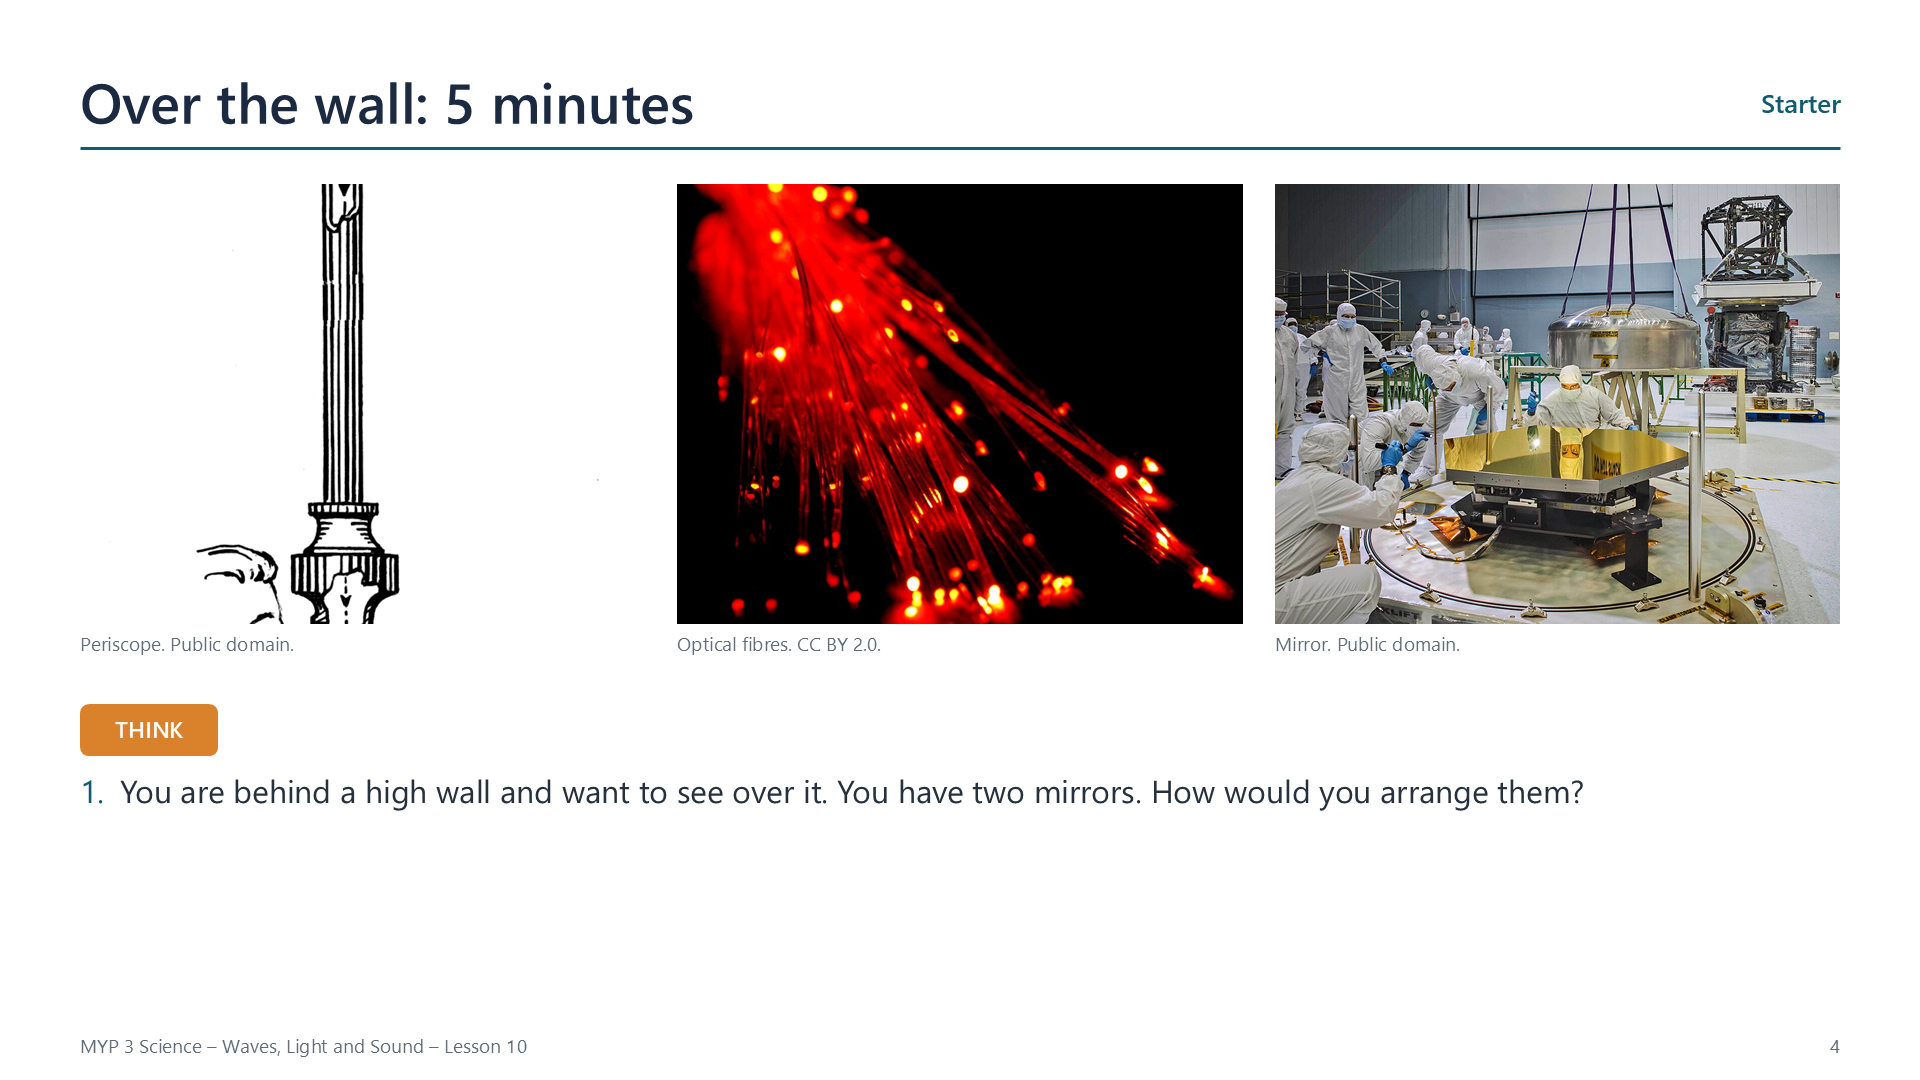 Over the wall: 5 minutes
Starter
Periscope. Public domain.
Optical fibres. CC BY 2.0.
Mirror. Public domain.
THINK
1. You are behind a high wall and want to see over it. You have two mirrors. How would you arrange them?
MYP 3 Science – Waves, Light and Sound – Lesson 10
4